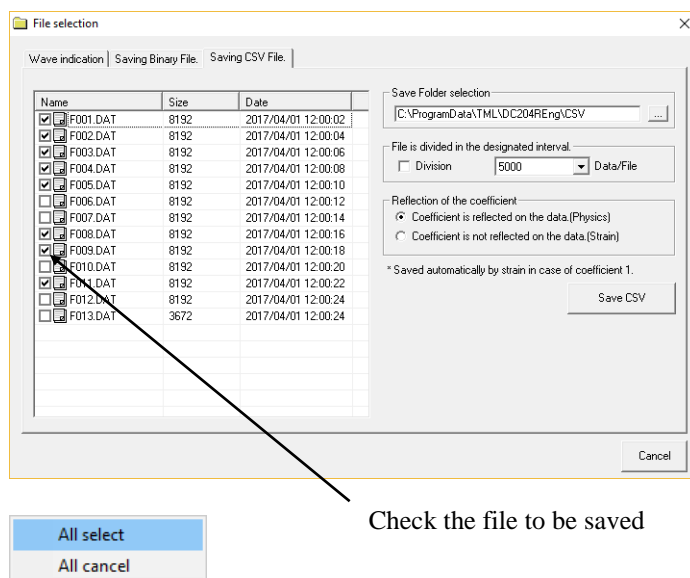 File selection
Wave indication Saving Binary File. Saving CSV File.
Name Size Date
F001.DAT 8192 2017/04/01 12:00:02
F002.DAT 8192 2017/04/01 12:00:04
F003.DAT 8192 2017/04/01 12:00:06
F004.DAT 8192 2017/04/01 12:00:08
F005.DAT 8192 2017/04/01 12:00:10
F006.DAT 8192 2017/04/01 12:00:12
F007.DAT 8192 2017/04/01 12:00:14
F008.DAT 8192 2017/04/01 12:00:16
F009.DAT 8192 2017/04/01 12:00:18
F010.DAT 8192 2017/04/01 12:00:20
F011.DAT 8192 2017/04/01 12:00:22
F012.DAT 8192 2017/04/01 12:00:24
F013.DAT 3672 2017/04/01 12:00:24
Save Folder selection
C:\ProgramData\TML\DC204REng\CSV ...
File is divided in the designated interval.
Division 5000 Data/File
Reflection of the coefficient
Coefficient is reflected on the data.(Physics)
Coefficient is not reflected on the data.(Strain)
* Saved automatically by strain in case of coefficient 1.
Save CSV
Cancel
Check the file to be saved
All select
All cancel